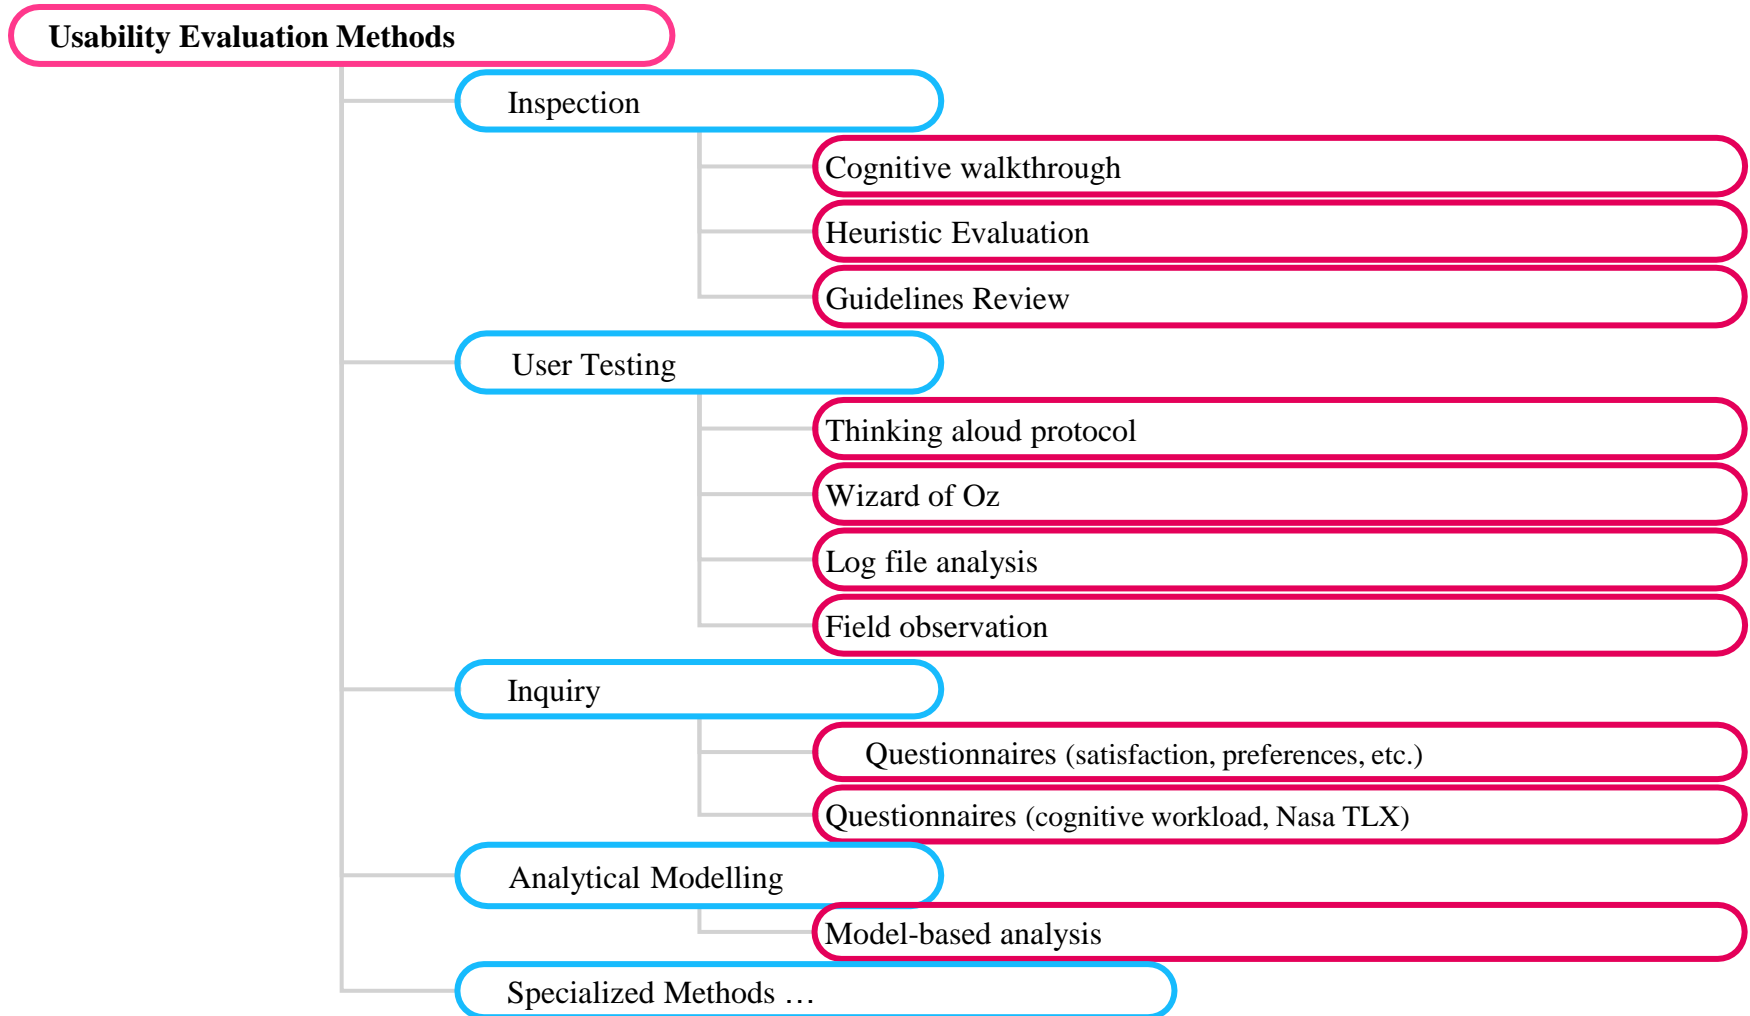 Usability Evaluation Methods
Inspection
Cognitive walkthrough
Heuristic Evaluation
Guidelines Review
User Testing
Thinking aloud protocol
Wizard of Oz
Log file analysis
Field observation
Inquiry
Questionnaires (satisfaction, preferences, etc.)
Questionnaires (cognitive workload, Nasa TLX)
Analytical Modelling
Model-based analysis
Specialized Methods …